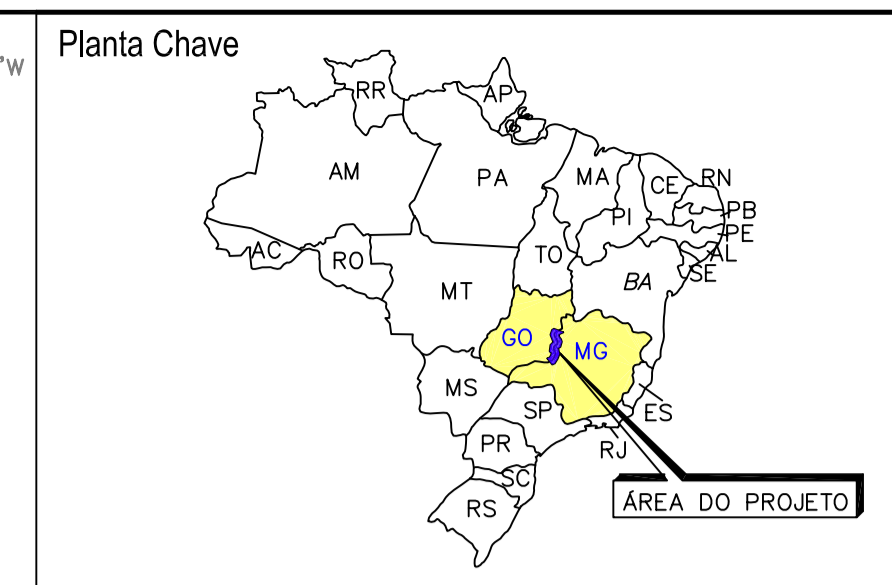 "W
Planta Chave
RR
AP
AM
PA
MA
CE
RN
PI
PB
PE
AL
SE
AC
RO
TO
BA
MT
GO
MG
MS
SP
ES
RJ
PR
SC
RS
ÁREA DO PROJETO